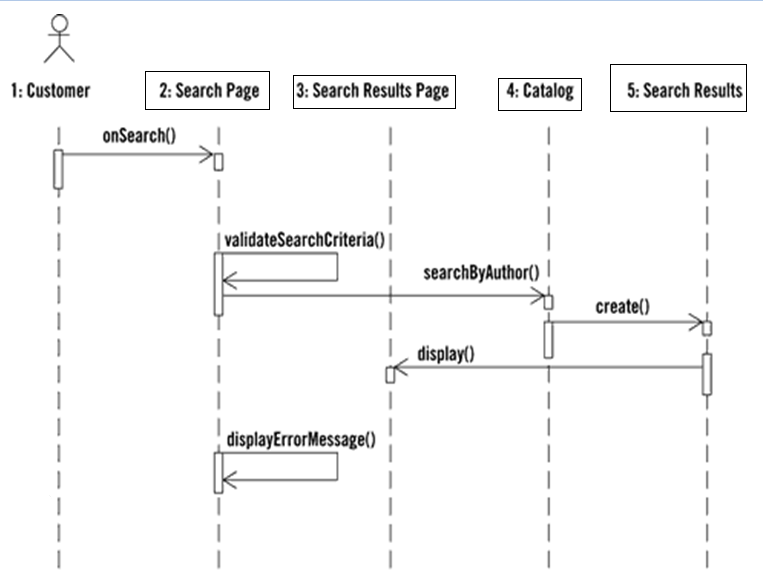 1: Customer
2: Search Page
3: Search Results Page
4: Catalog
5: Search Results
onSearch()
validateSearchCriteria()
searchByAuthor()
create()
display()
displayErrorMessage()